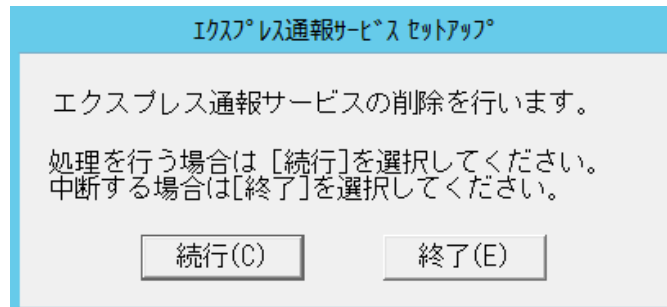 ｴｸｽﾌﾟﾚｽ通報ｻｰﾋﾞｽ ｾｯﾄｱｯﾌﾟ
エクスプレス通報サービスの削除を行います。
処理を行う場合は [続行]を選択してください。
中断する場合は[終了]を選択してください。
続行(C)
終了(E)